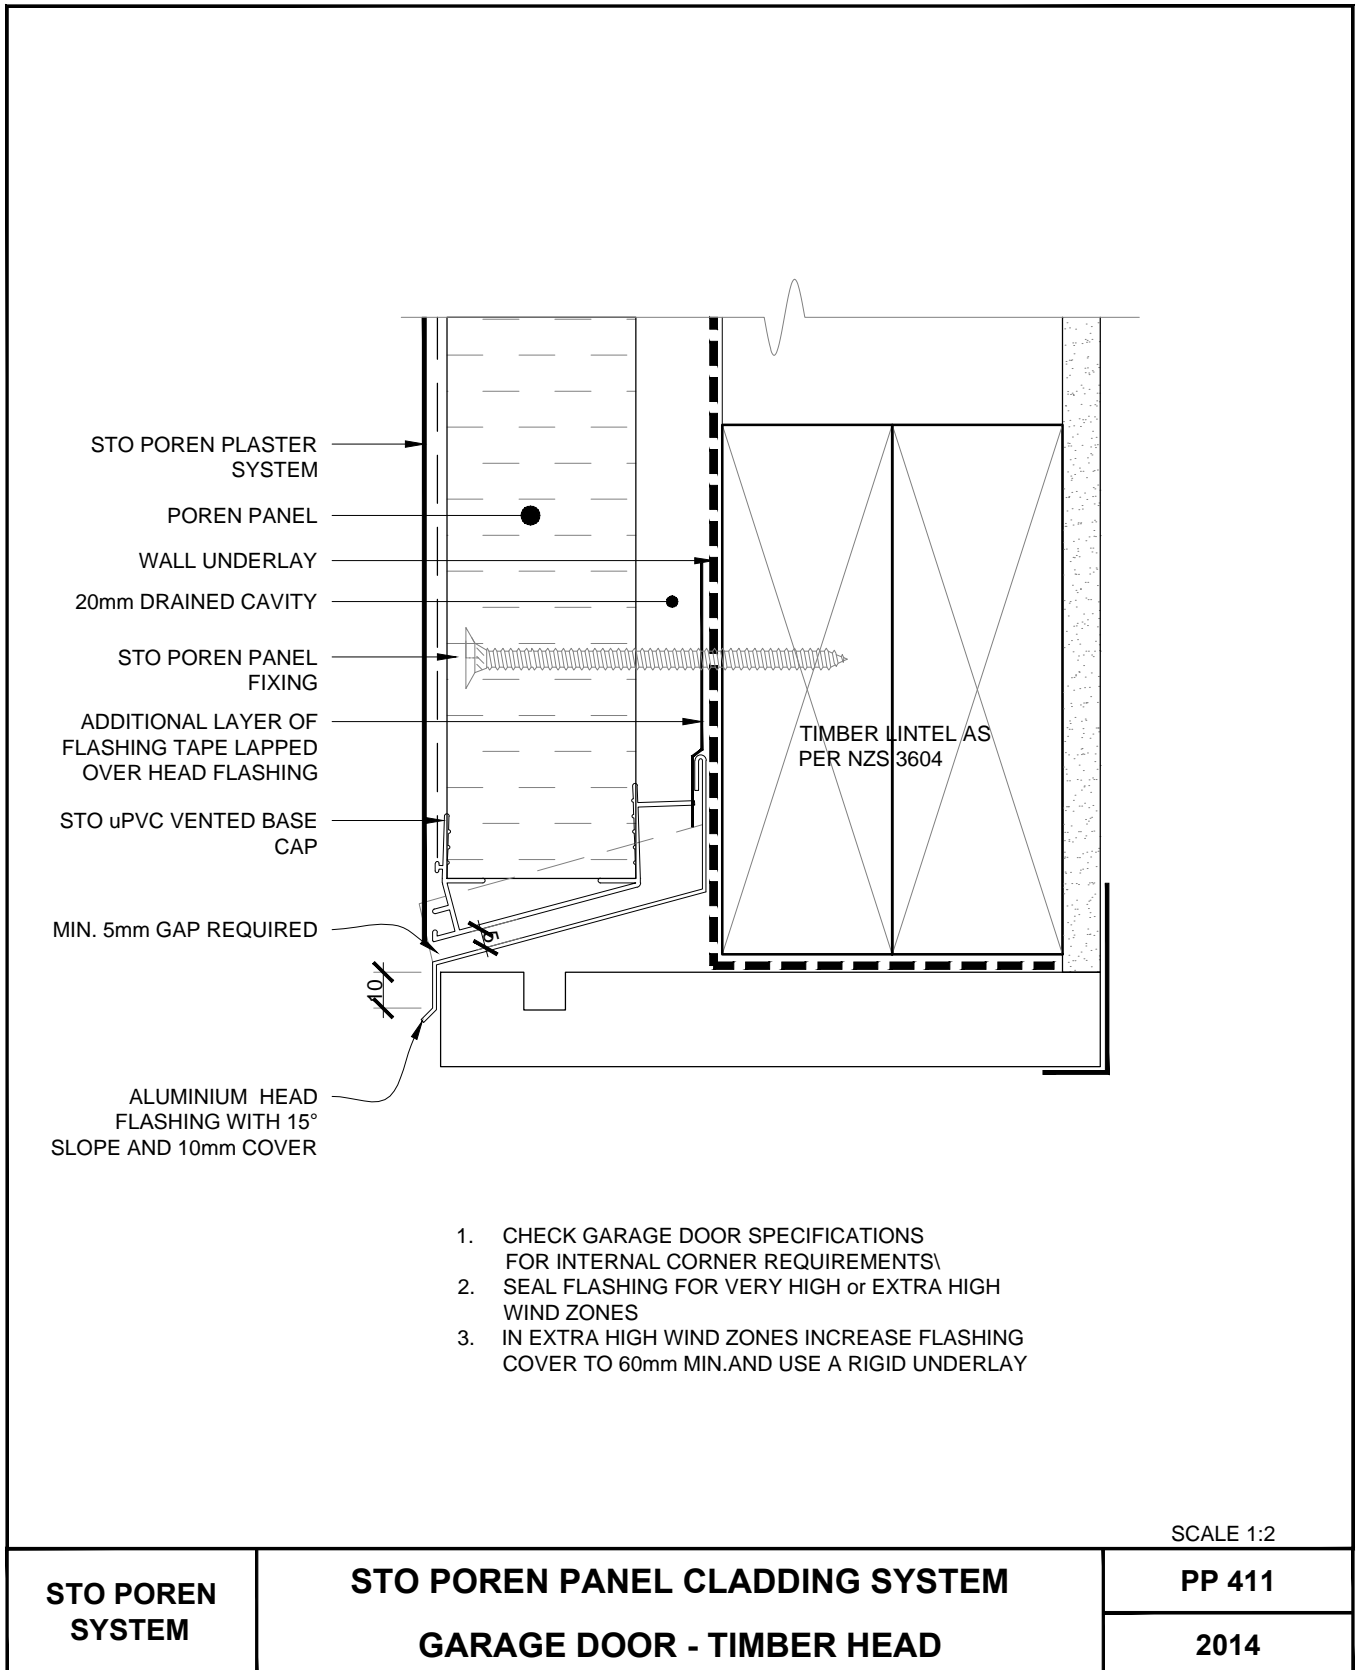 STO POREN PLASTER
SYSTEM
POREN PANEL
WALL UNDERLAY
20mm DRAINED CAVITY
STO POREN PANEL
FIXING
ADDITIONAL LAYER OF
FLASHING TAPE LAPPED
OVER HEAD FLASHING
STO uPVC VENTED BASE
CAP
MIN. 5mm GAP REQUIRED
ALUMINIUM HEAD
FLASHING WITH 15°
SLOPE AND 10mm COVER
TIMBER LINTEL AS
PER NZS 3604
5
10
1. CHECK GARAGE DOOR SPECIFICATIONS
FOR INTERNAL CORNER REQUIREMENTS\
2. SEAL FLASHING FOR VERY HIGH or EXTRA HIGH
WIND ZONES
3. IN EXTRA HIGH WIND ZONES INCREASE FLASHING
COVER TO 60mm MIN.AND USE A RIGID UNDERLAY
SCALE 1:2
STO POREN
SYSTEM
STO POREN PANEL CLADDING SYSTEM
GARAGE DOOR - TIMBER HEAD
PP 411
2014